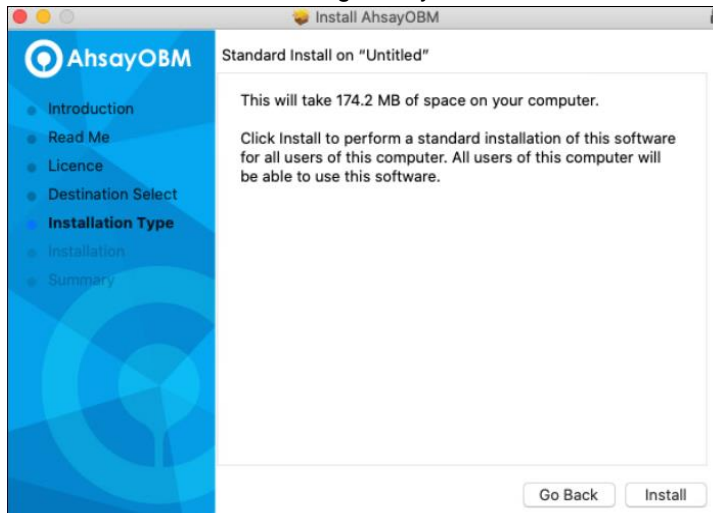 Install AhsayOBM
AhsayOBM
Standard Install on “Untitled”
Introduction
Read Me
Licence
Destination Select
Installation Type
Installation
Summary
This will take 174.2 MB of space on your computer.
Click Install to perform a standard installation of this software
for all users of this computer. All users of this computer will
be able to use this software.
Go Back
Install